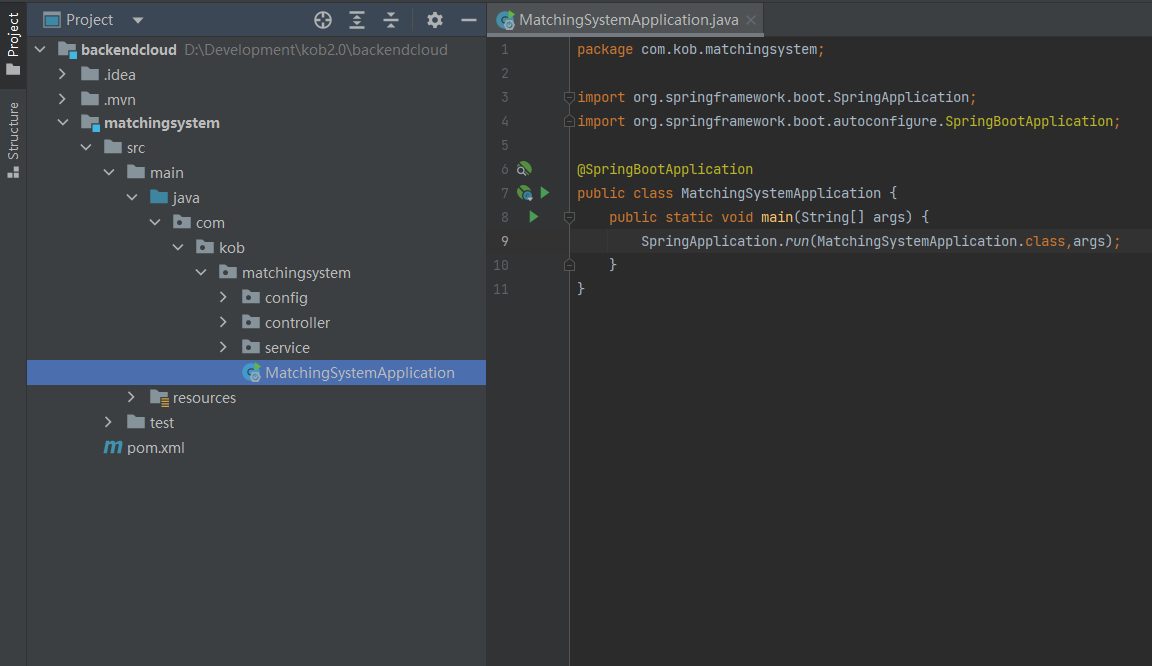 Project
Structure
Project
backendcloud D:\Development\kob2.0\backendcloud
.idea
.mvn
matchingsystem
src
main
java
com
kob
matchingsystem
config
controller
service
MatchingSystemApplication
resources
test
m pom.xml
MatchingSystemApplication.java
1 package com.kob.matchingsystem;
2
3 import org.springframework.boot.SpringApplication;
4 import org.springframework.boot.autoconfigure.SpringBootApplication;
5
6 @SpringBootApplication
7 public class MatchingSystemApplication {
8 public static void main(String[] args) {
9 SpringApplication.run(MatchingSystemApplication.class,args);
10 }
11 }